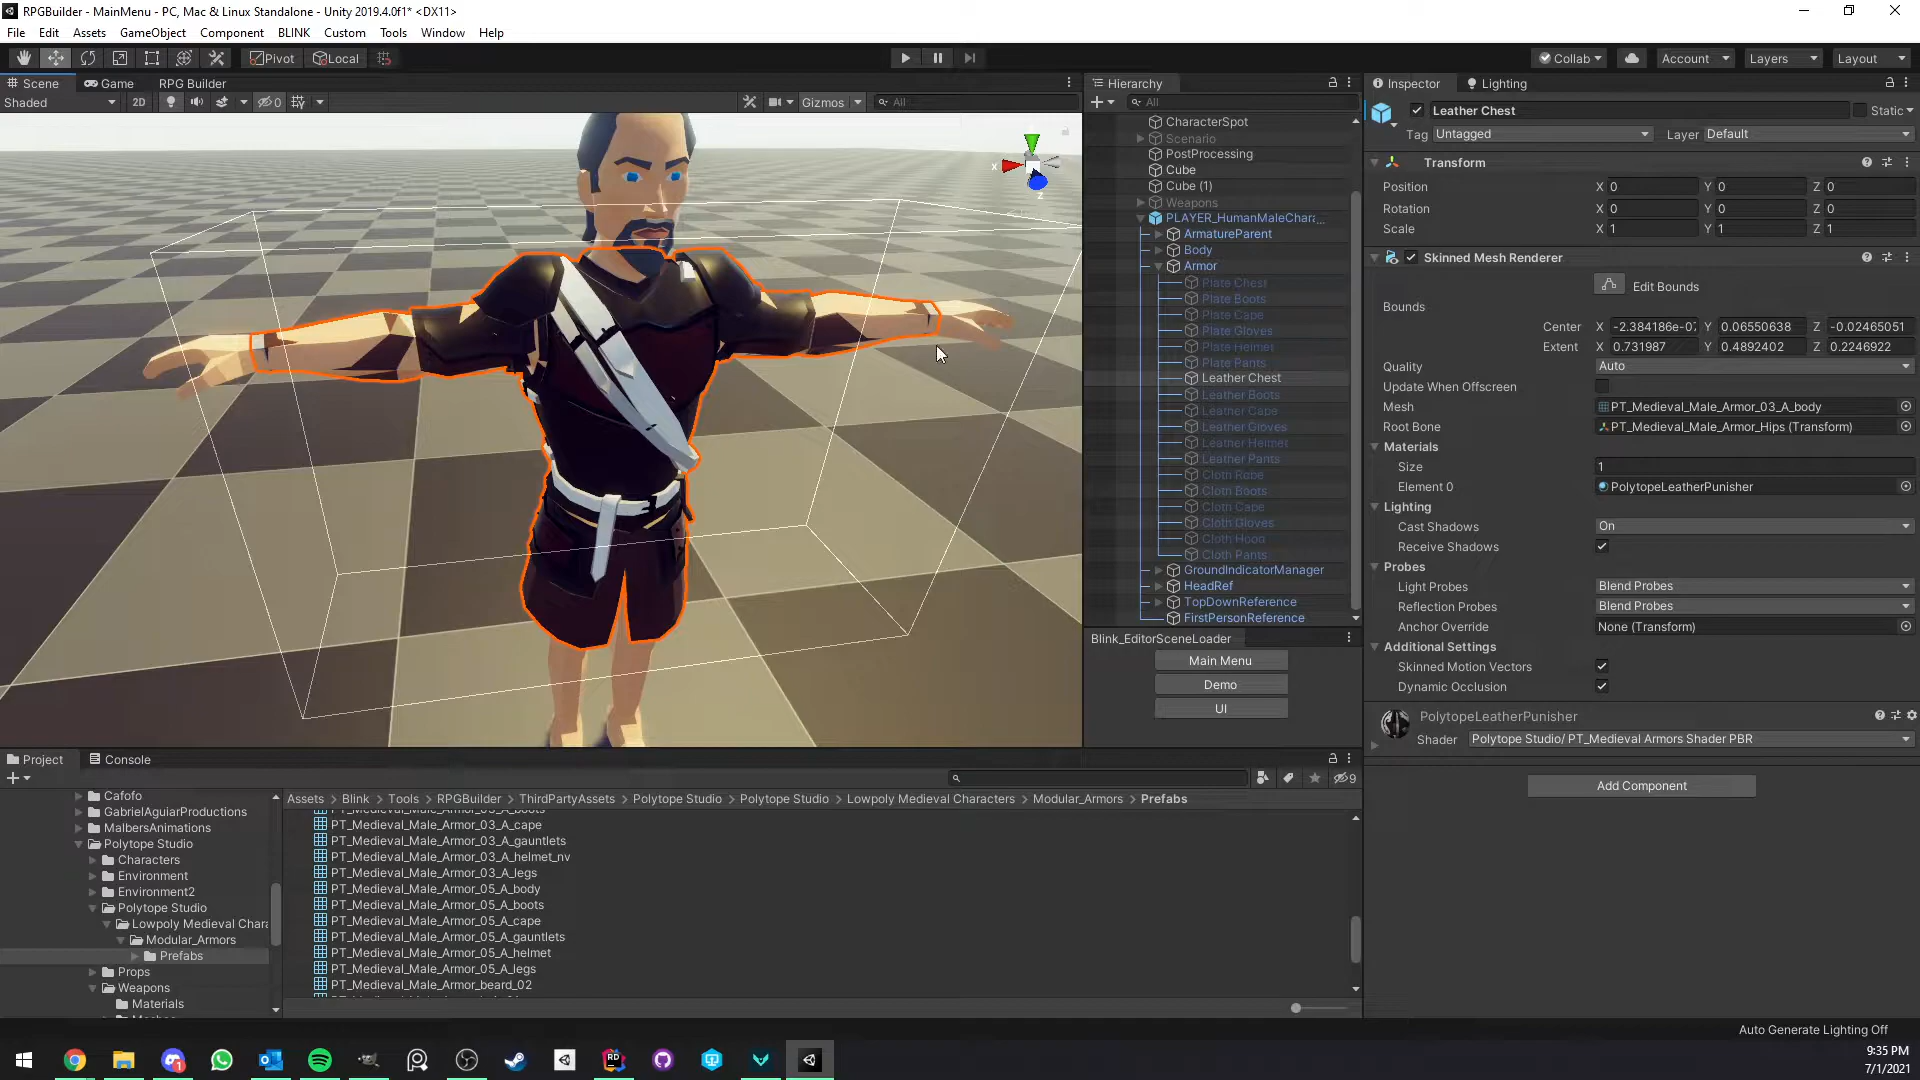 RPGBuilder - MainMenu - PC, Mac & Linux Standalone - Unity 2019.4.0f1* <DX11>
File Edit Assets GameObject Component BLINK Custom Tools Window Help
Pivot Local Collab Account Layers Layout
Scene Game RPG Builder
Shaded 2D 0 Gizmos All
x
z
Hierarchy
All
CharacterSpot
Scenario
PostProcessing
Cube
Cube (1)
Weapons
PLAYER_HumanMaleChara...
ArmatureParent
Body
Armor
Plate Chest
Plate Boots
Plate Cape
Plate Gloves
Plate Helmet
Plate Pants
Leather Chest
Leather Boots
Leather Cape
Leather Gloves
Leather Helmet
Leather Pants
Cloth Robe
Cloth Boots
Cloth Cape
Cloth Gloves
Cloth Hood
Cloth Pants
GroundIndicatorManager
HeadRef
TopDownReference
FirstPersonReference
Blink_EditorSceneLoader
Main Menu
Demo
UI
Inspector Lighting
Leather Chest Static
Tag Untagged Layer Default
Transform
Position X 0 Y 0 Z 0
Rotation X 0 Y 0 Z 0
Scale X 1 Y 1 Z 1
Skinned Mesh Renderer
Edit Bounds
Bounds
Center X -2.384186e-07 Y 0.06550638 Z -0.02465051
Extent X 0.731987 Y 0.4892402 Z 0.2246922
Quality Auto
Update When Offscreen
Mesh PT_Medieval_Male_Armor_03_A_body
Root Bone PT_Medieval_Male_Armor_Hips (Transform)
Materials
Size 1
Element 0 PolytopeLeatherPunisher
Lighting
Cast Shadows On
Receive Shadows
Probes
Light Probes Blend Probes
Reflection Probes Blend Probes
Anchor Override None (Transform)
Additional Settings
Skinned Motion Vectors
Dynamic Occlusion
PolytopeLeatherPunisher
Shader Polytope Studio/ PT_Medieval Armors Shader PBR
Add Component
Project Console
9
Cafofo
GabrielAguiarProductions
MalbersAnimations
Polytope Studio
Characters
Environment
Environment2
Polytope Studio
Lowpoly Medieval Chara
Modular_Armors
Prefabs
Props
Weapons
Materials
Assets > Blink > Tools > RPGBuilder > ThirdPartyAssets > Polytope Studio > Polytope Studio > Lowpoly Medieval Characters > Modular_Armors > Prefabs
PT_Medieval_Male_Armor_03_A_boots
PT_Medieval_Male_Armor_03_A_cape
PT_Medieval_Male_Armor_03_A_gauntlets
PT_Medieval_Male_Armor_03_A_helmet_nv
PT_Medieval_Male_Armor_03_A_legs
PT_Medieval_Male_Armor_05_A_body
PT_Medieval_Male_Armor_05_A_boots
PT_Medieval_Male_Armor_05_A_cape
PT_Medieval_Male_Armor_05_A_gauntlets
PT_Medieval_Male_Armor_05_A_helmet
PT_Medieval_Male_Armor_05_A_legs
PT_Medieval_Male_Armor_beard_02
Auto Generate Lighting Off
9:35 PM
7/1/2021